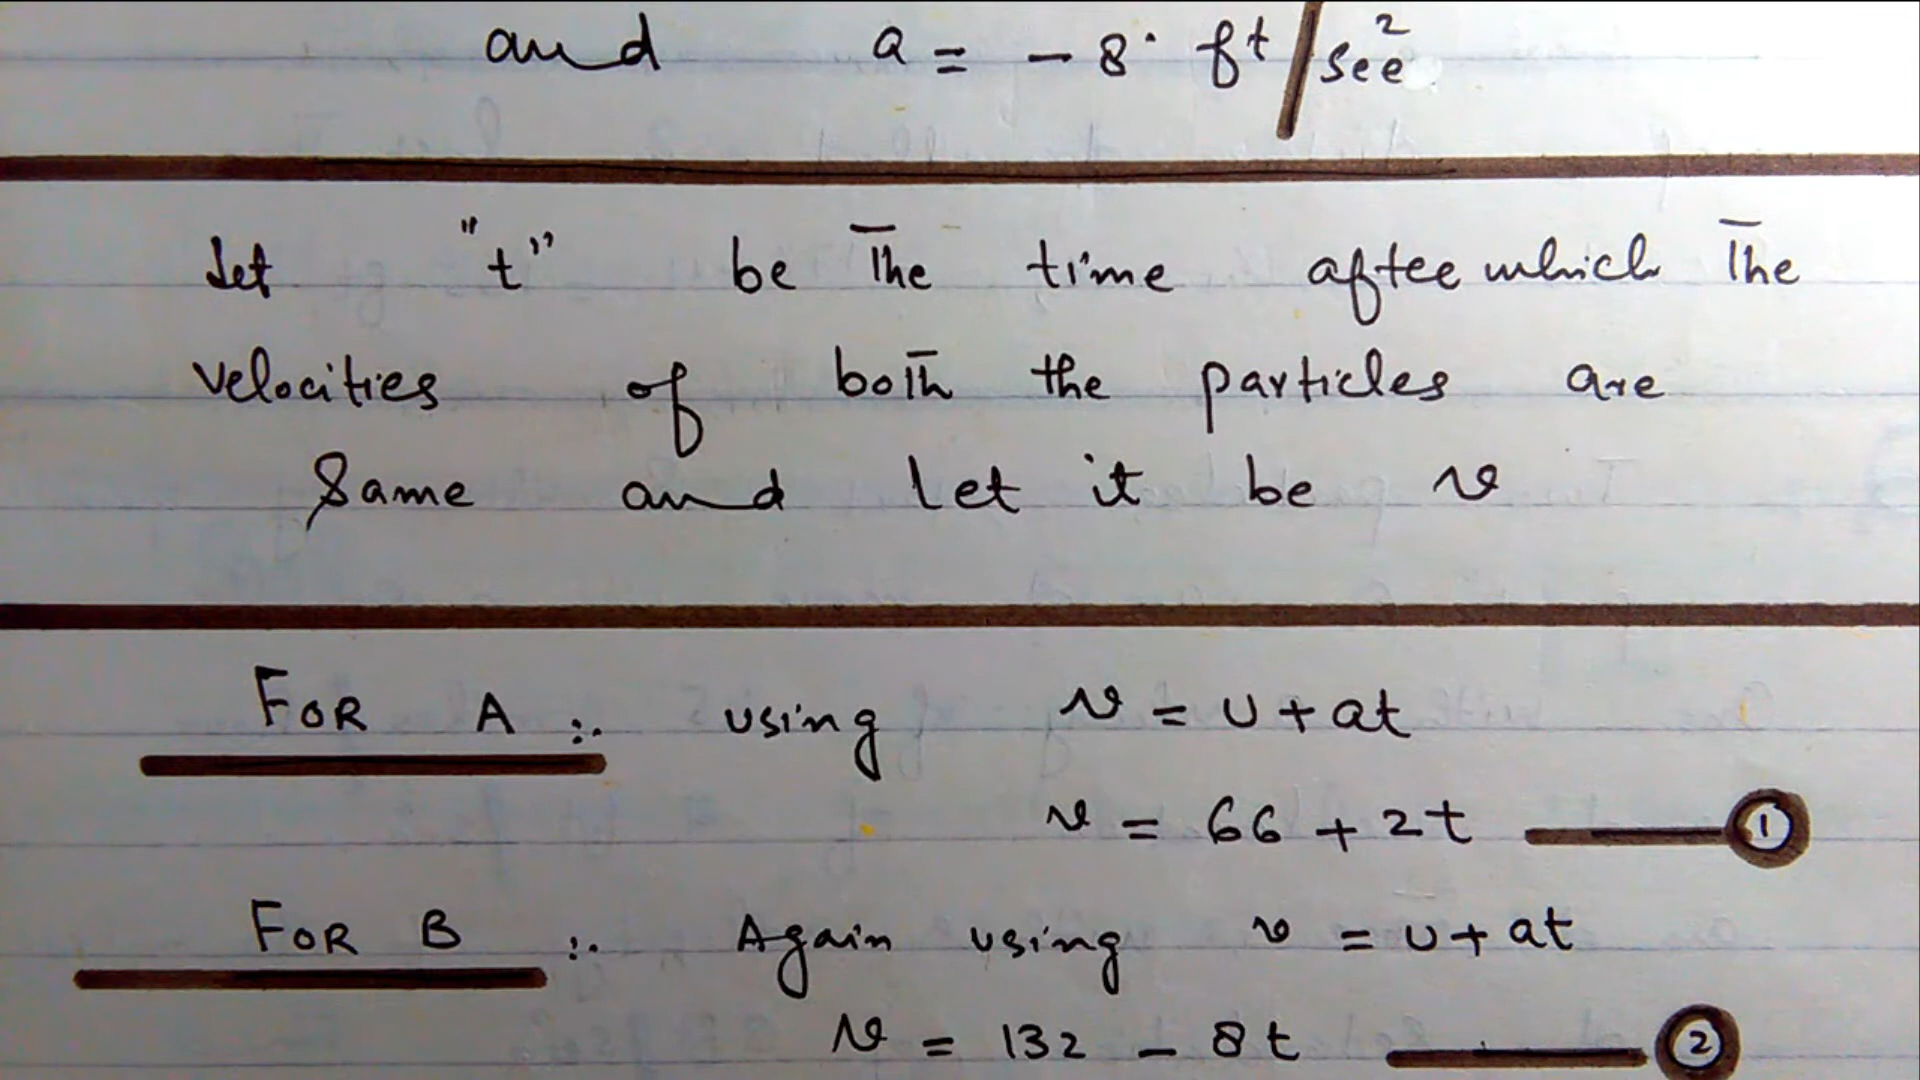 and a = - 8 ft/sec²
Let "t" be the time after which the
velocities of both the particles are
Same and let it be v
FOR A :. using v = u + at
v = 66 + 2t ——— 1
FOR B :. Again using v = u + at
v = 132 - 8t ——— 2